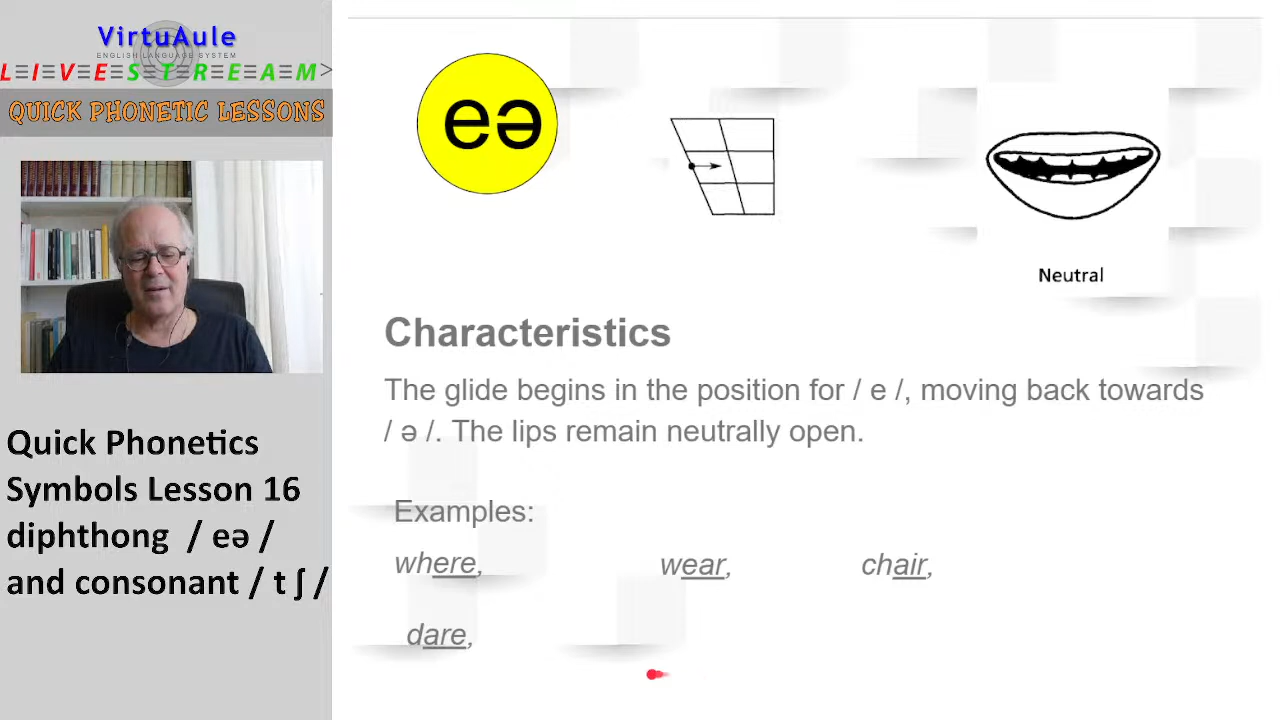 VirtuAule
ENGLISH LANGUAGE SYSTEM
L≡I≡V≡E≡S≡T≡R≡E≡A≡M>
QUICK PHONETIC LESSONS
Quick Phonetics
Symbols Lesson 16
diphthong / eə /
and consonant / t ʃ /
eə
Neutral
Characteristics
The glide begins in the position for / e /, moving back towards
/ ə /. The lips remain neutrally open.
Examples:
where, wear, chair,
dare,